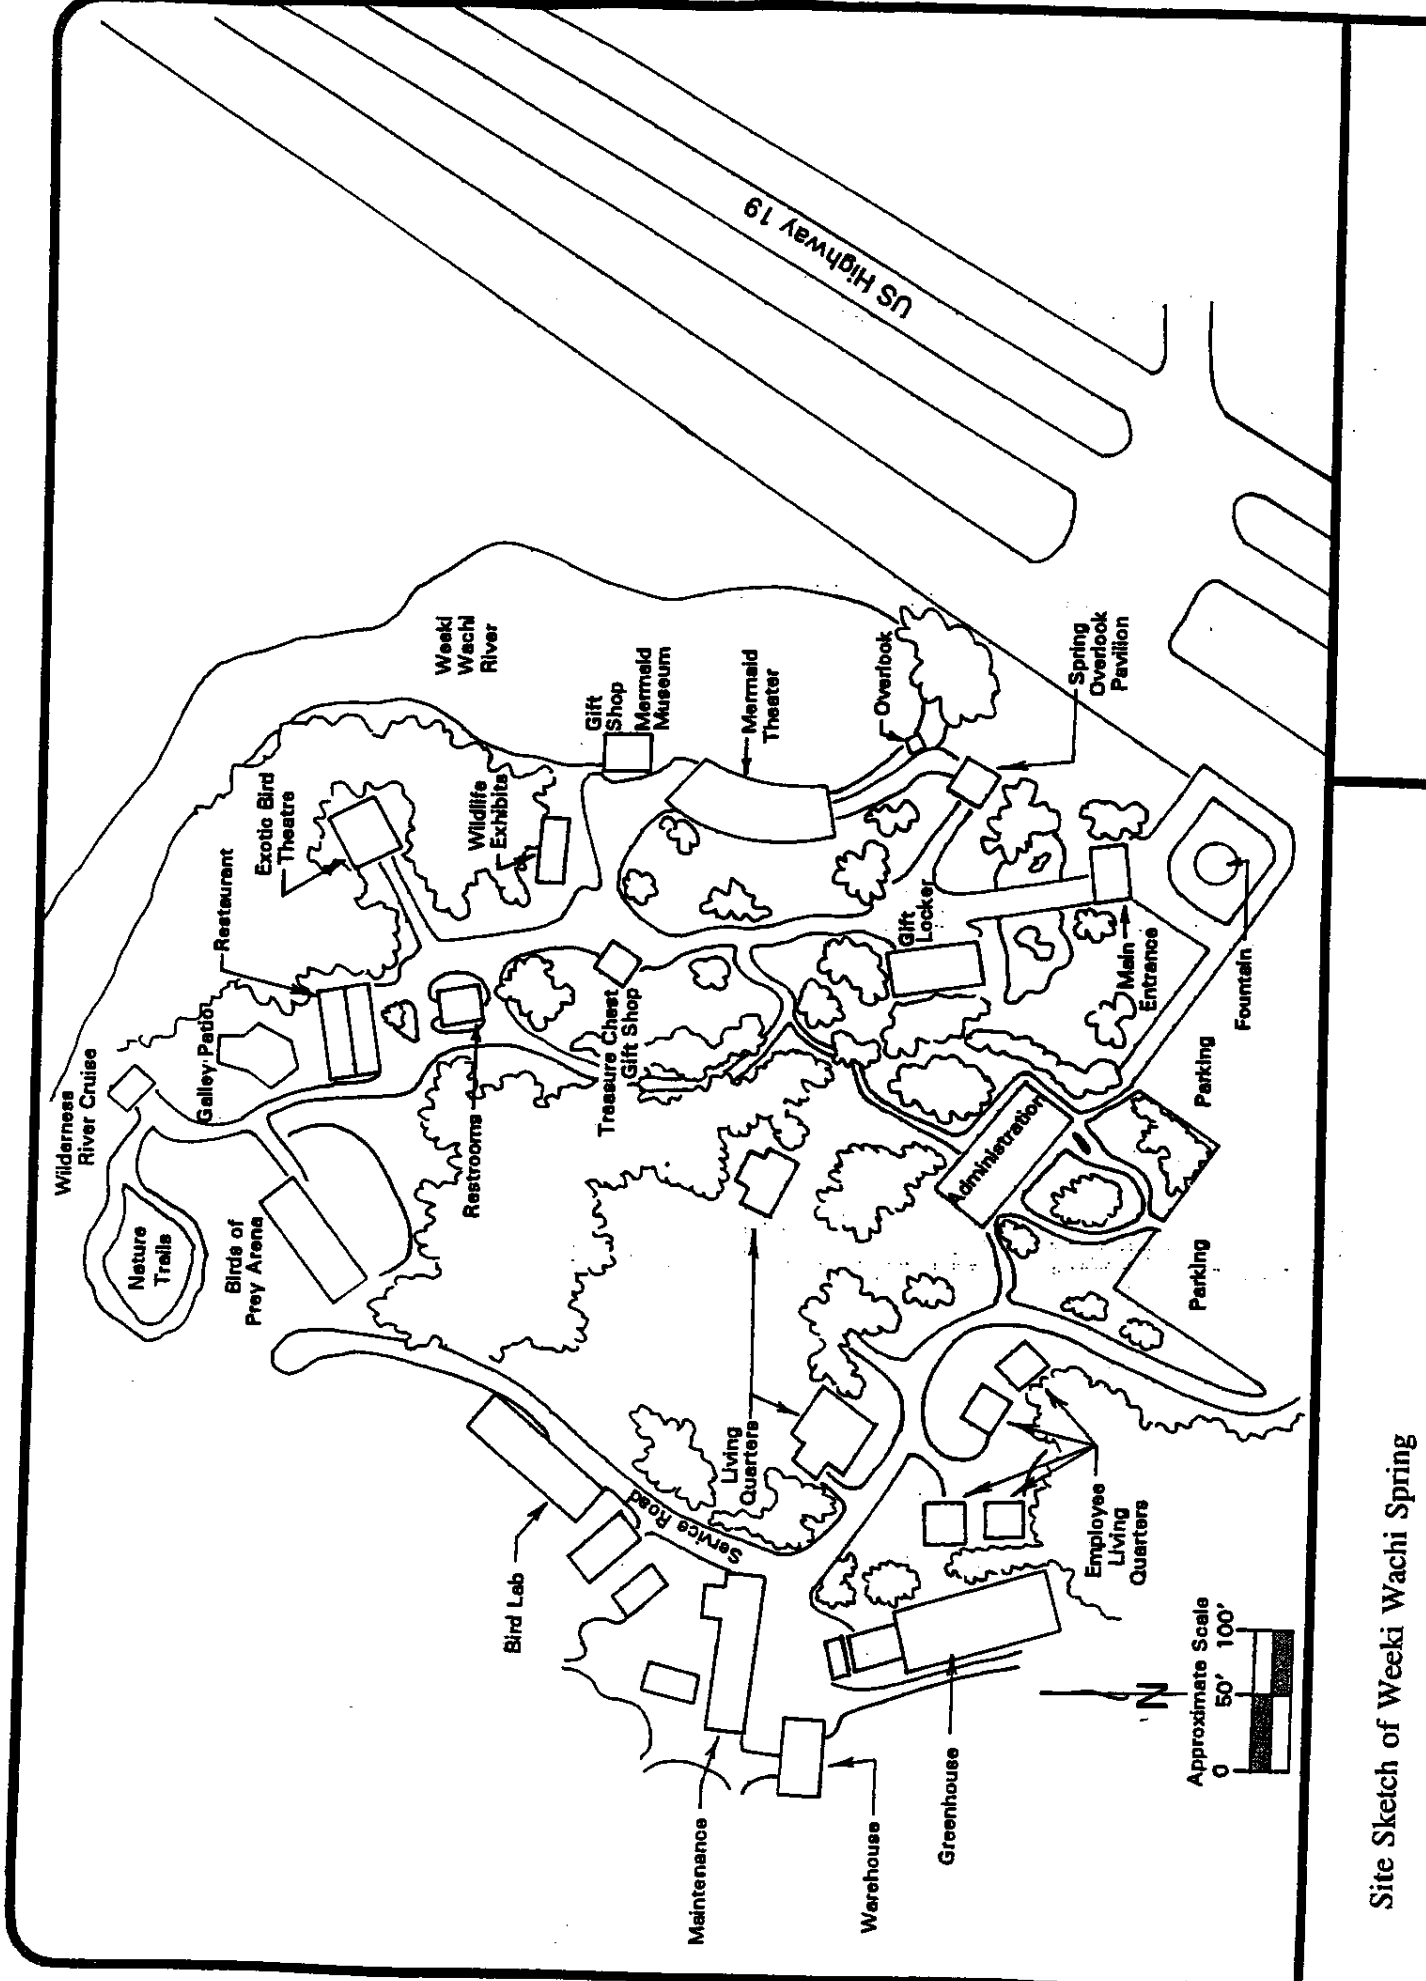 Wilderness
River Cruise
Nature
Trails
Galley Patio
Birds of
Prey Arena
Restaurant
Exotic Bird
Theatre
Restrooms
Wildlife
Exhibits
Weeki
Wachi
River
Gift
Shop
Mermaid
Museum
Mermaid
Theater
Treasure Chest
Gift Shop
Overlook
Spring
Overlook
Pavilion
US Highway 19
Gift
Locker
Main
Entrance
Fountain
Parking
Administration
Parking
Living
Quarters
Service Road
Bird Lab
Employee
Living
Quarters
Maintenance
Warehouse
Greenhouse
N
Approximate Scale
0 50' 100'
Site Sketch of Weeki Wachi Spring